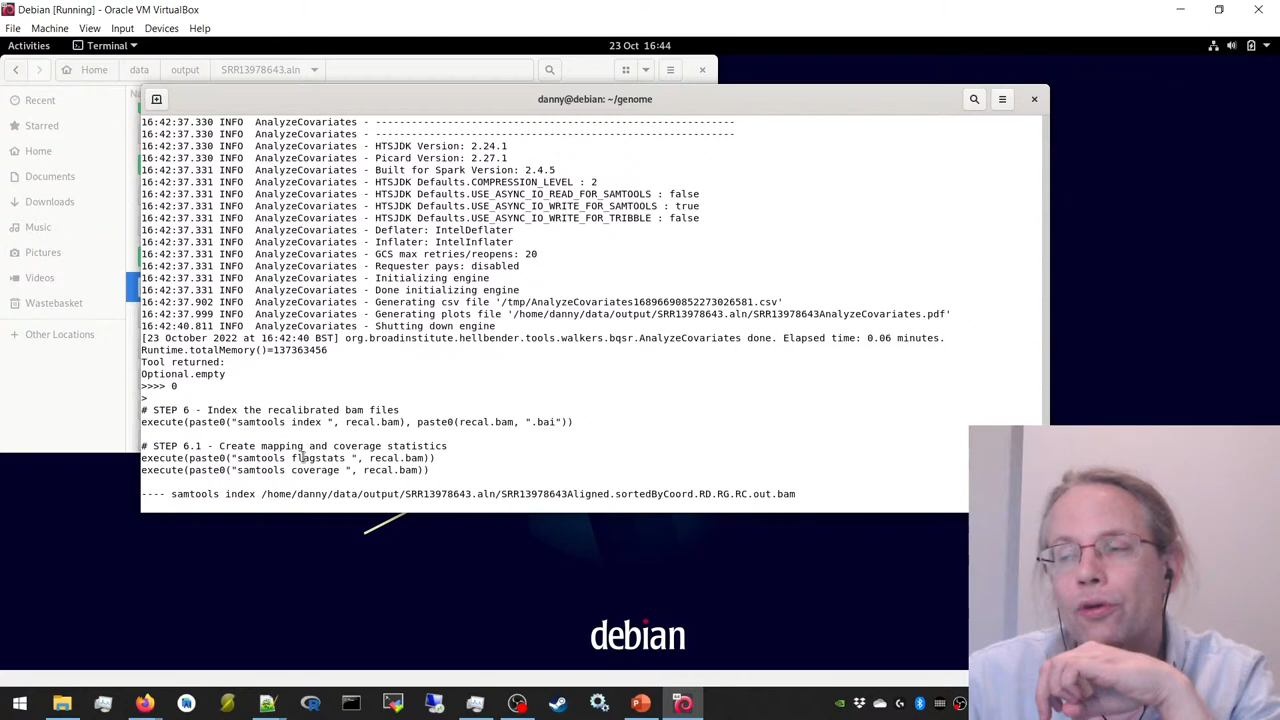 Debian [Running] - Oracle VM VirtualBox
File Machine View Input Devices Help
Activities Terminal 23 Oct 16:44
Home data output SRR13978643.aln
Recent
Starred
Home
Documents
Downloads
Music
Pictures
Videos
Wastebasket
Other Locations
danny@debian: ~/genome
16:42:37.330 INFO  AnalyzeCovariates - ------------------------------------------------------------
16:42:37.330 INFO  AnalyzeCovariates - ------------------------------------------------------------
16:42:37.330 INFO  AnalyzeCovariates - HTSJDK Version: 2.24.1
16:42:37.330 INFO  AnalyzeCovariates - Picard Version: 2.27.1
16:42:37.331 INFO  AnalyzeCovariates - Built for Spark Version: 2.4.5
16:42:37.331 INFO  AnalyzeCovariates - HTSJDK Defaults.COMPRESSION_LEVEL : 2
16:42:37.331 INFO  AnalyzeCovariates - HTSJDK Defaults.USE_ASYNC_IO_READ_FOR_SAMTOOLS : false
16:42:37.331 INFO  AnalyzeCovariates - HTSJDK Defaults.USE_ASYNC_IO_WRITE_FOR_SAMTOOLS : true
16:42:37.331 INFO  AnalyzeCovariates - HTSJDK Defaults.USE_ASYNC_IO_WRITE_FOR_TRIBBLE : false
16:42:37.331 INFO  AnalyzeCovariates - Deflater: IntelDeflater
16:42:37.331 INFO  AnalyzeCovariates - Inflater: IntelInflater
16:42:37.331 INFO  AnalyzeCovariates - GCS max retries/reopens: 20
16:42:37.331 INFO  AnalyzeCovariates - Requester pays: disabled
16:42:37.331 INFO  AnalyzeCovariates - Initializing engine
16:42:37.331 INFO  AnalyzeCovariates - Done initializing engine
16:42:37.902 INFO  AnalyzeCovariates - Generating csv file '/tmp/AnalyzeCovariates1689669085227302 6581.csv'
16:42:37.999 INFO  AnalyzeCovariates - Generating plots file '/home/danny/data/output/SRR13978643.aln/SRR13978643AnalyzeCovariates.pdf'
16:42:40.811 INFO  AnalyzeCovariates - Shutting down engine
[23 October 2022 at 16:42:40 BST] org.broadinstitute.hellbender.tools.walkers.bqsr.AnalyzeCovariates done. Elapsed time: 0.06 minutes.
Runtime.totalMemory()=137363456
Tool returned:
Optional.empty
>>>> 0
>
# STEP 6 - Index the recalibrated bam files
execute(paste0("samtools index ", recal.bam), paste0(recal.bam, ".bai"))
# STEP 6.1 - Create mapping and coverage statistics
execute(paste0("samtools flagstats ", recal.bam))
execute(paste0("samtools coverage ", recal.bam))
---- samtools index /home/danny/data/output/SRR13978643.aln/SRR13978643Aligned.sortedByCoord.RD.RG.RC.out.bam
debian